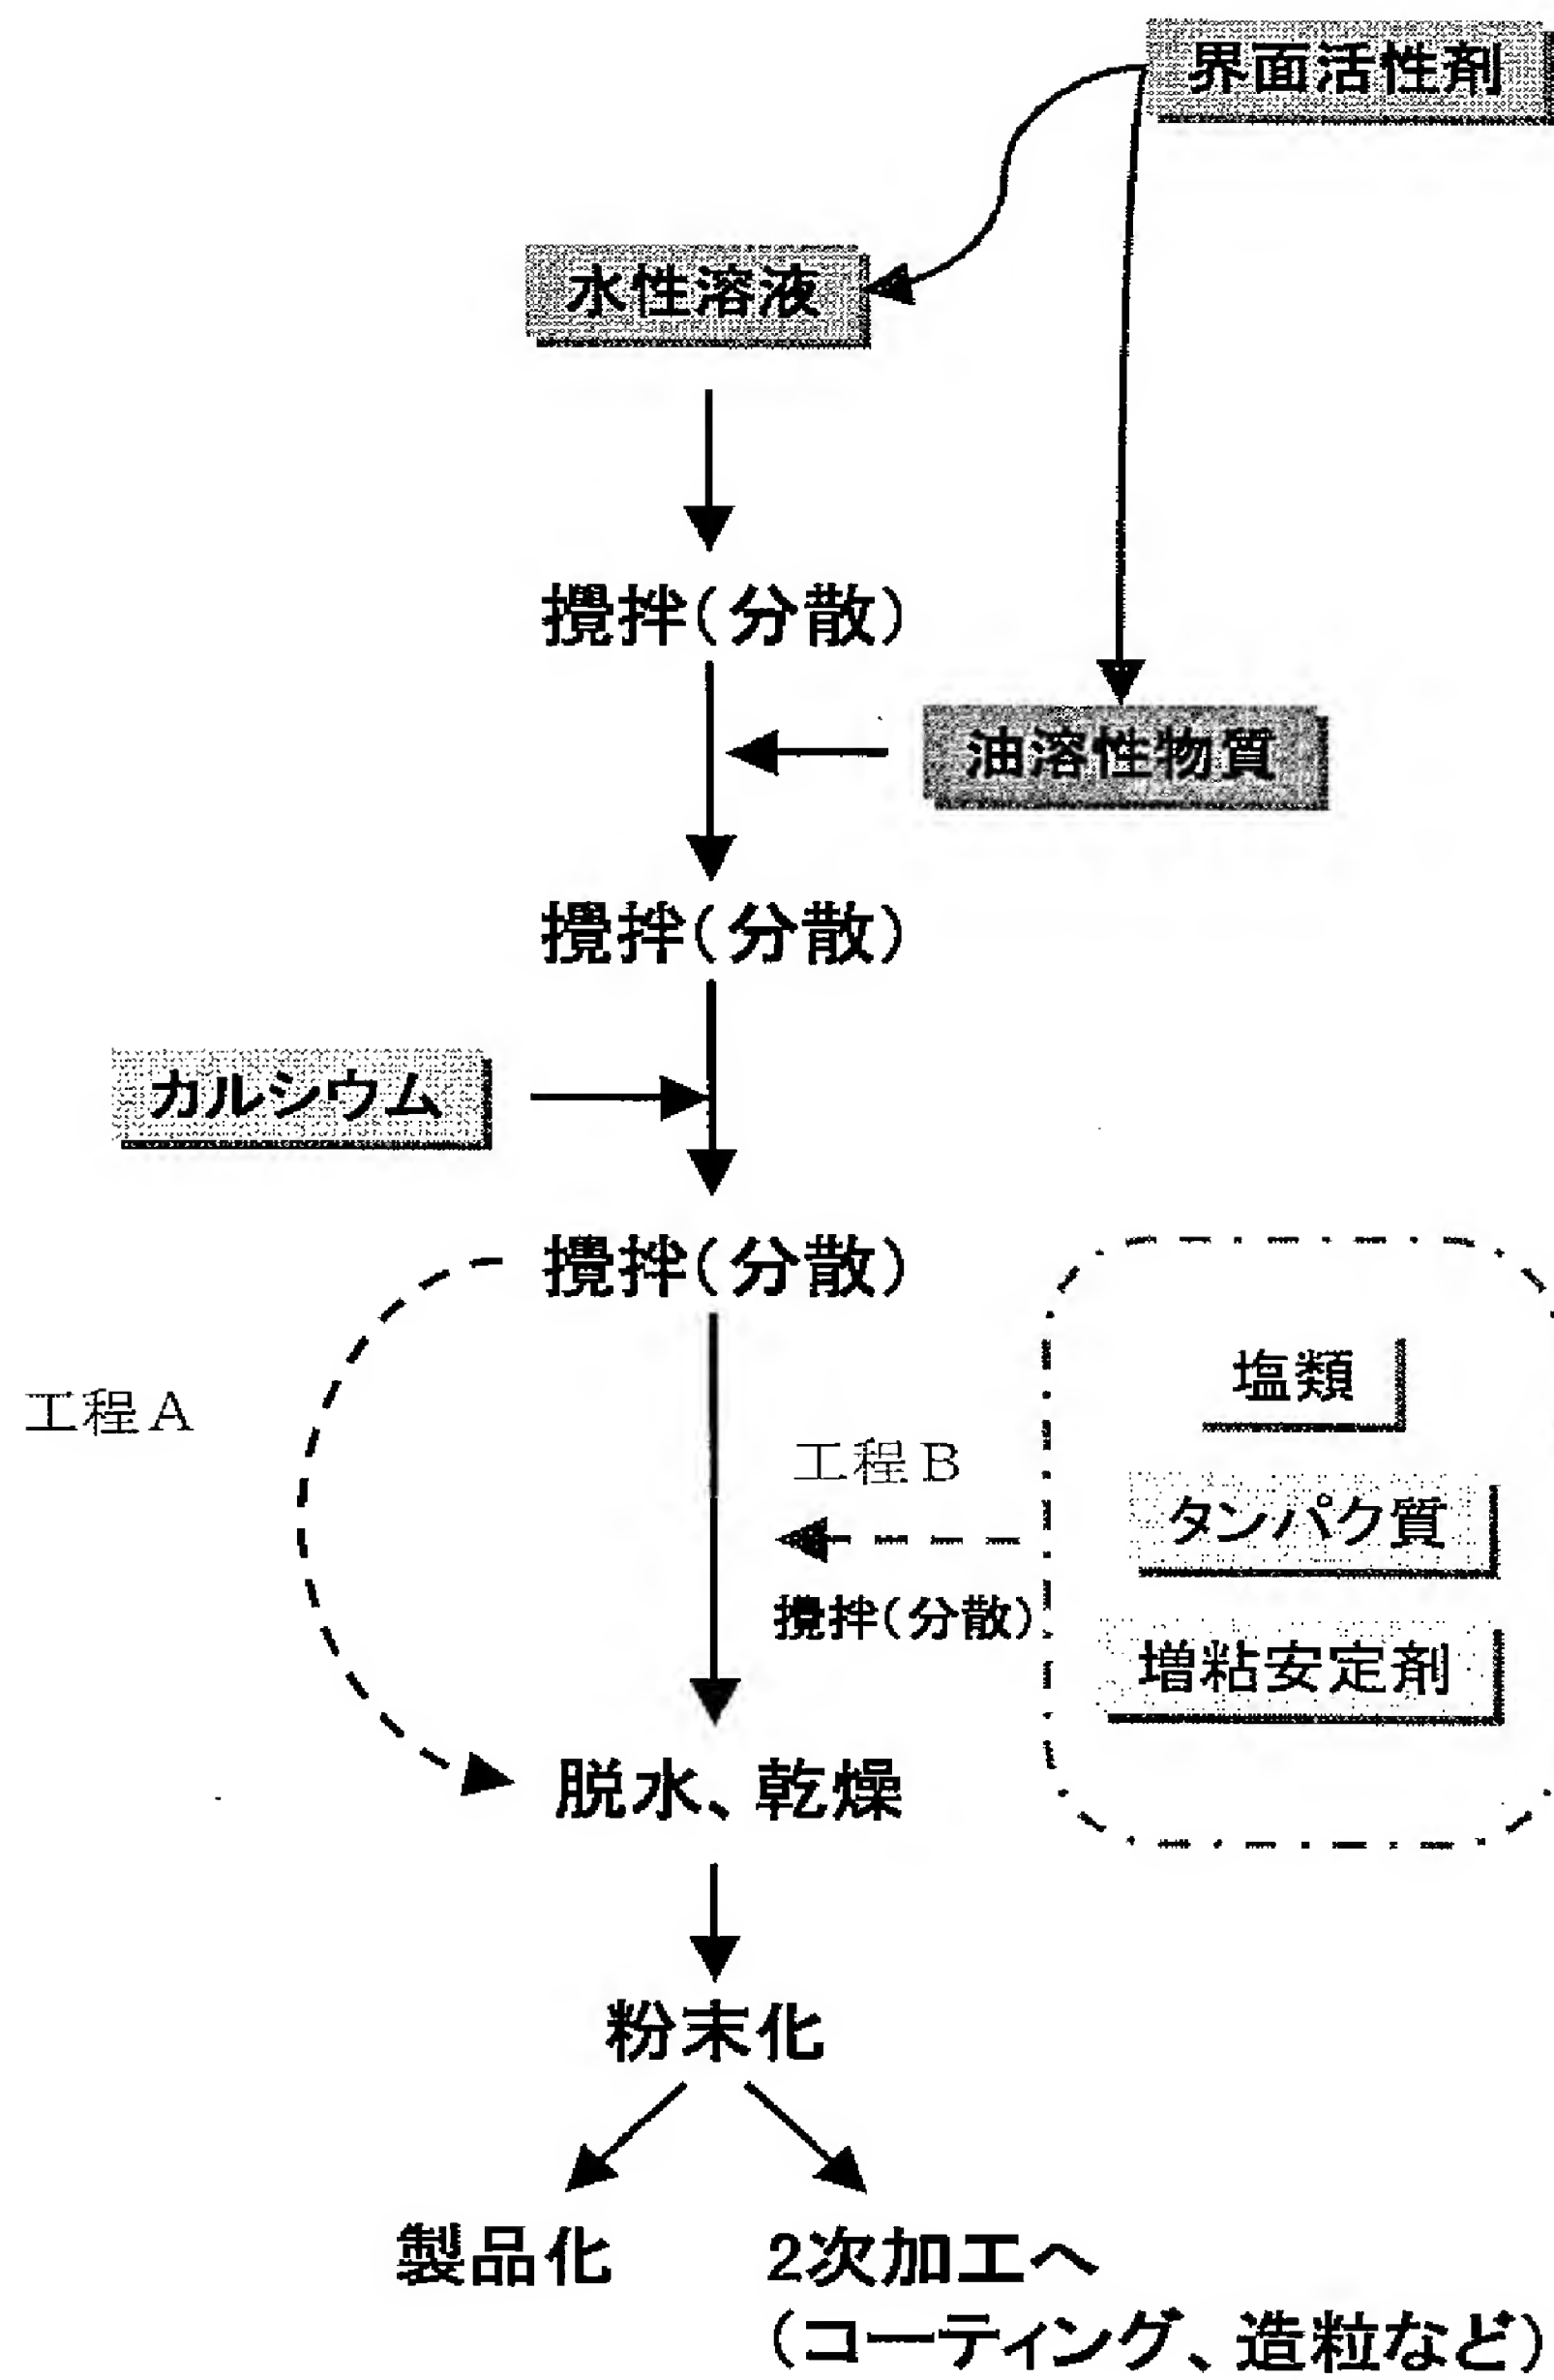 界面活性剤
水性溶液
攪拌(分散)
油溶性物質
攪拌(分散)
カルシウム
攪拌(分散)
工程A
塩類
工程B
タンパク質
攪拌(分散)
増粘安定剤
脱水、乾燥
粉末化
製品化
2次加工へ
(コーティング、造粒など)